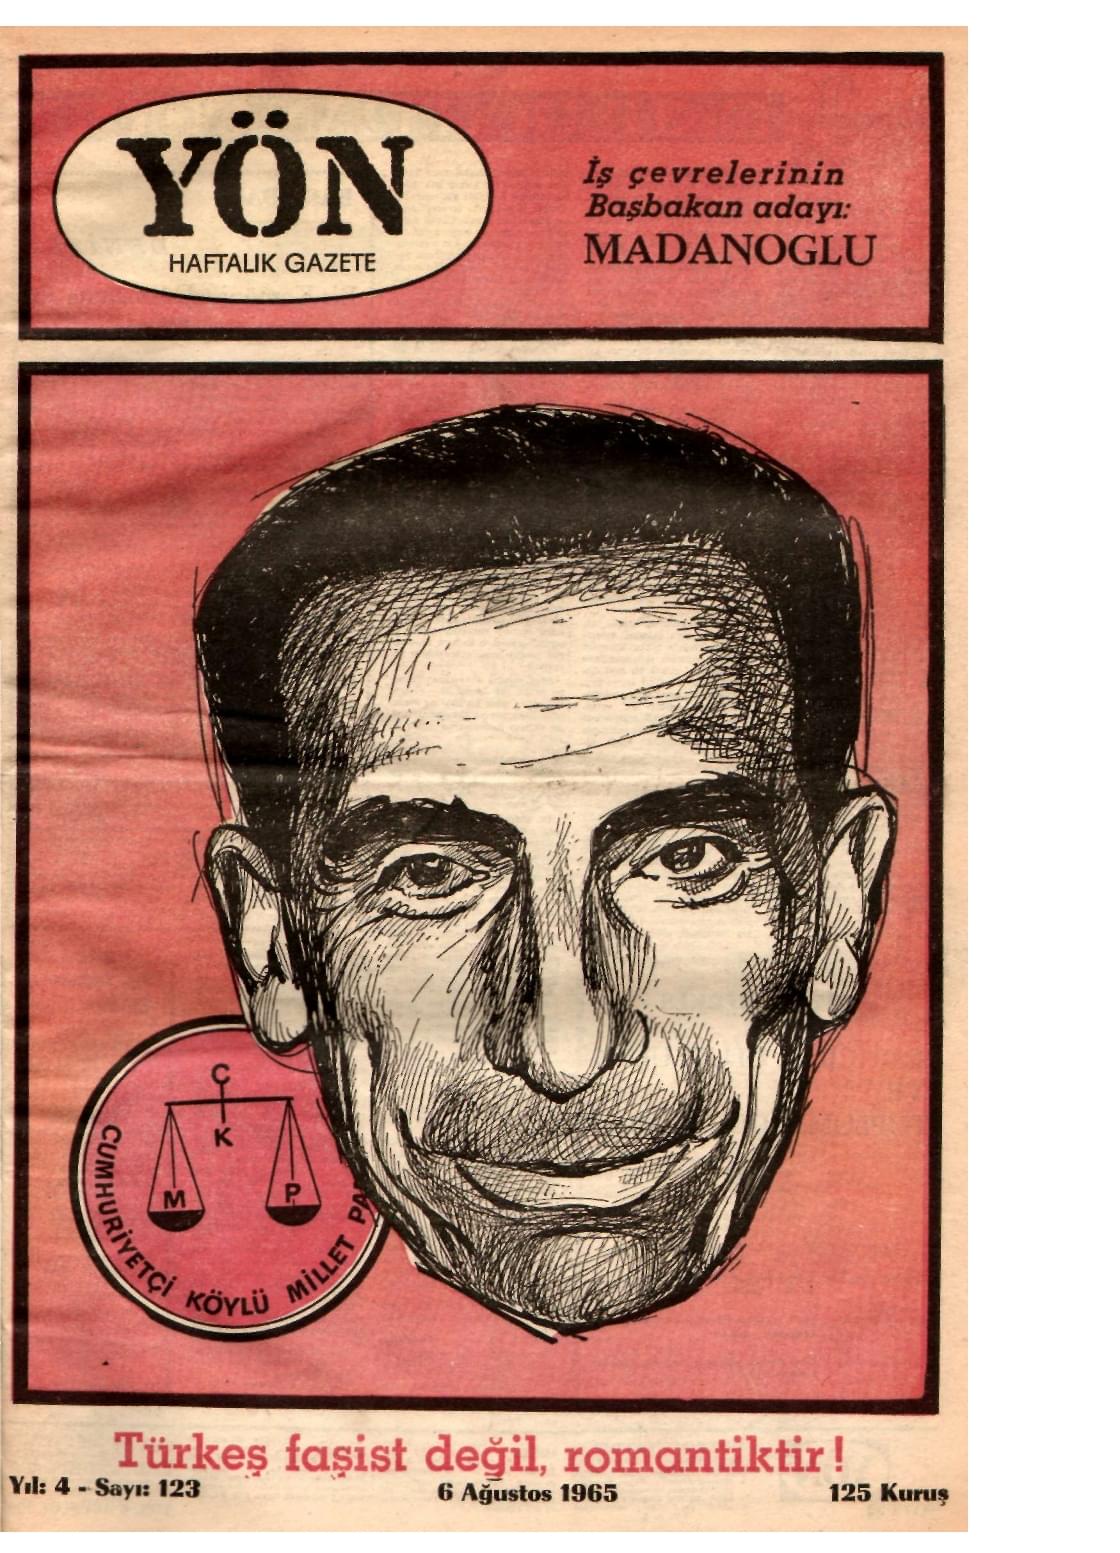 YÖN
HAFTALIK GAZETE
İş çevrelerinin
Başbakan adayı:
MADANOGLU
Ç
K
M P
CUMHURİYETÇİ KÖYLÜ MİLLET PA
Türkeş faşist değil, romantiktir!
Yıl: 4 - Sayı: 123 6 Ağustos 1965 125 Kuruş